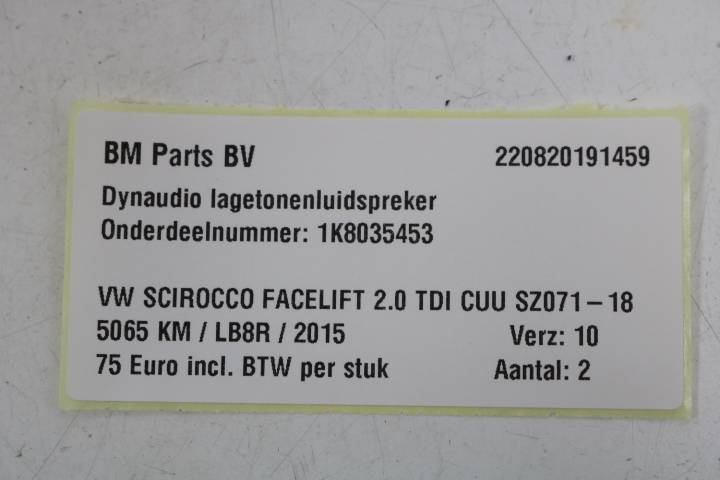 BM Parts BV 220820191459
Dynaudio lagetonenluidspreker
Onderdeelnummer: 1K8035453
VW SCIROCCO FACELIFT 2.0 TDI CUU SZ071-18
5065 KM / LB8R / 2015 Verz: 10
75 Euro incl. BTW per stuk Aantal: 2